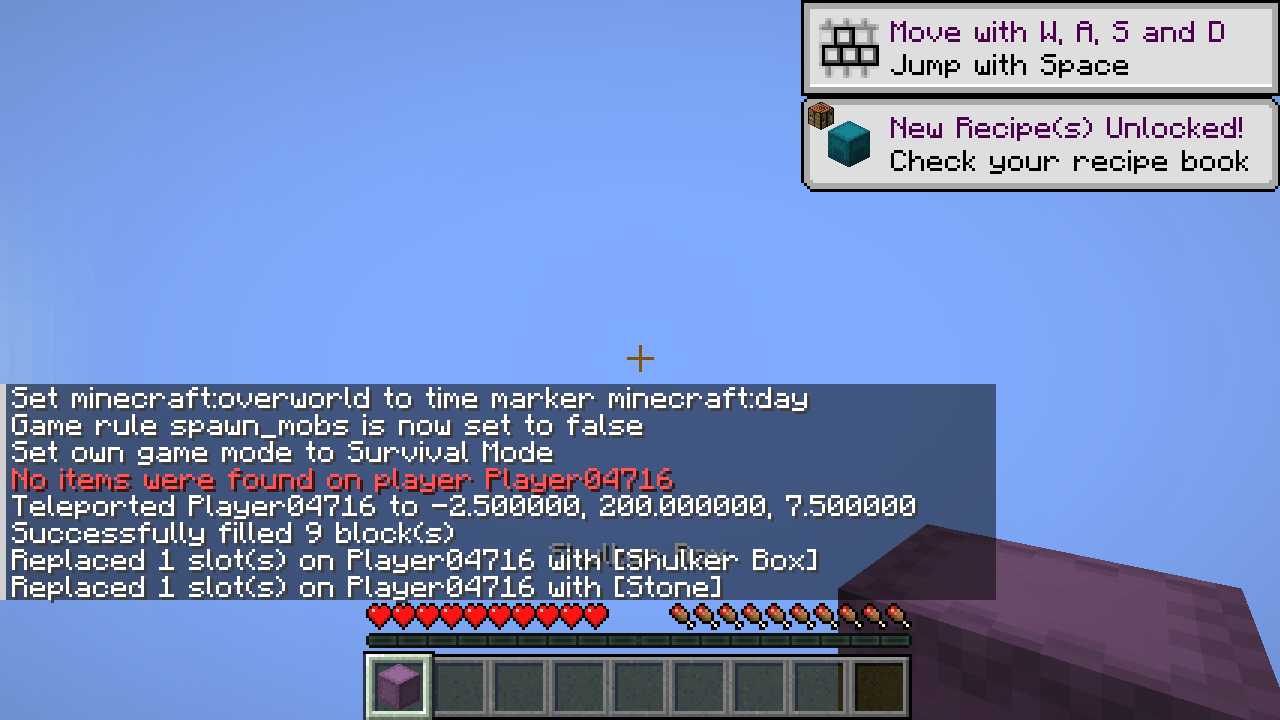 Move with W, A, S and D
Jump with Space
New Recipe(s) Unlocked!
Check your recipe book
Set minecraft:overworld to time marker minecraft:day
Game rule spawn_mobs is now set to false
Set own game mode to Survival Mode
No items were found on player Player04716
Teleported Player04716 to -2.500000, 200.000000, 7.500000
Successfully filled 9 block(s)
Shulker Box
Replaced 1 slot(s) on Player04716 with [Shulker Box]
Replaced 1 slot(s) on Player04716 with [Stone]